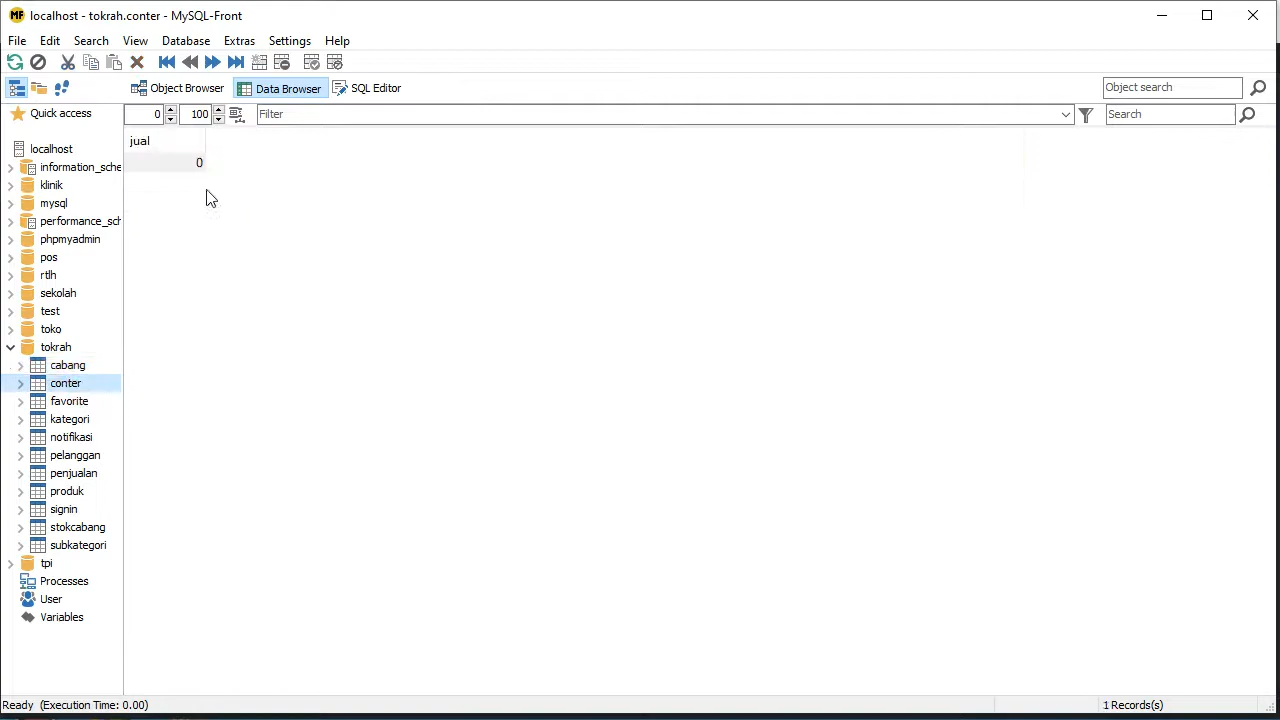 localhost - tokrah.conter - MySQL-Front
File Edit Search View Database Extras Settings Help
Object Browser Data Browser SQL Editor Object search
Quick access 0 100 Filter Search
jual
0
localhost
information_sche
klinik
mysql
performance_sch
phpmyadmin
pos
rtlh
sekolah
test
toko
tokrah
cabang
conter
favorite
kategori
notifikasi
pelanggan
penjualan
produk
signin
stokcabang
subkategori
tpi
Processes
User
Variables
Ready (Execution Time: 0.00) 1 Records(s)